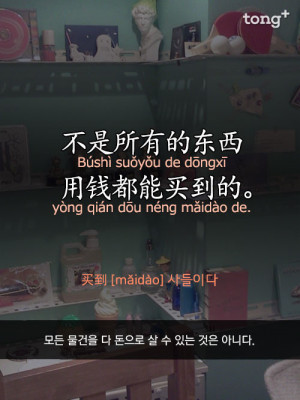 tong+
不是所有的东西
Búshì suǒyǒu de dōngxī
用钱都能买到的。
yòng qián dōu néng mǎidào de.
买到 [mǎidào] 사들이다
모든 물건을 다 돈으로 살 수 있는 것은 아니다.